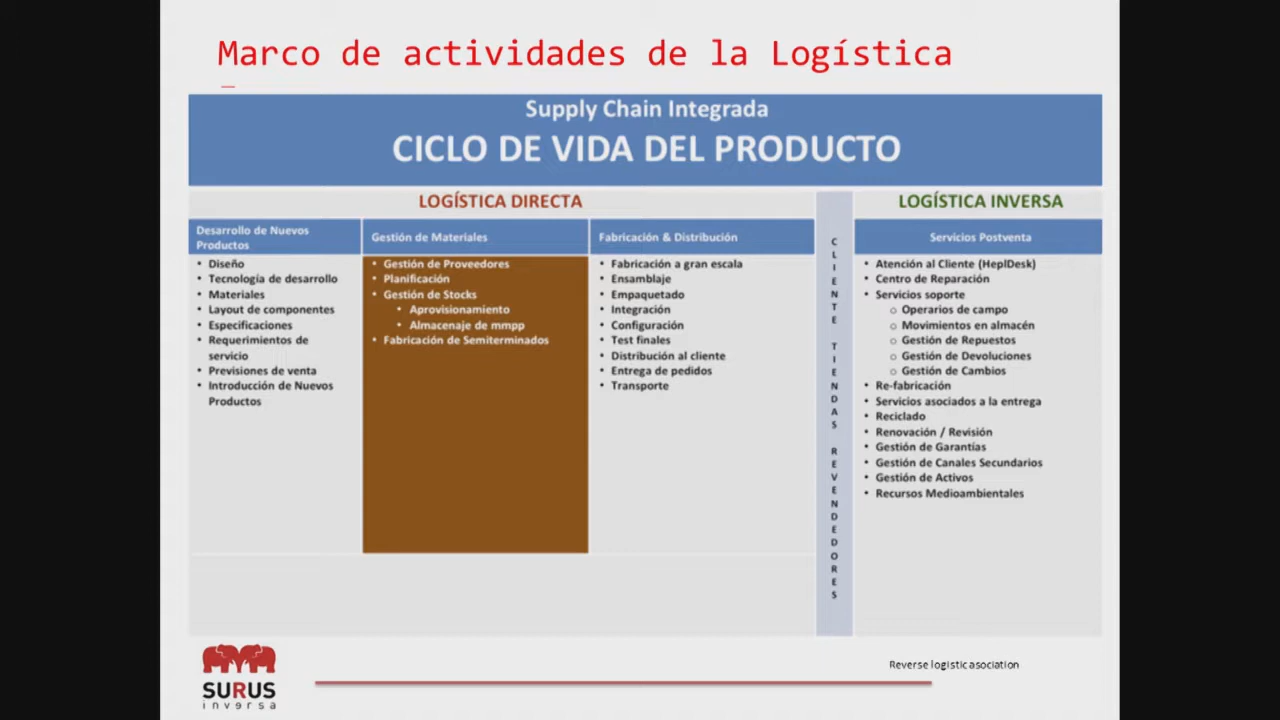 Marco de actividades de la Logística
Supply Chain Integrada
CICLO DE VIDA DEL PRODUCTO
LOGÍSTICA DIRECTA
Desarrollo de Nuevos
Productos
• Diseño
• Tecnología de desarrollo
• Materiales
• Layout de componentes
• Especificaciones
• Requerimientos de
servicio
• Previsiones de venta
• Introducción de Nuevos
Productos
Gestión de Materiales
• Gestión de Proveedores
• Planificación
• Gestión de Stocks
• Aprovisionamiento
• Almacenaje de mmpp
• Fabricación de Semiterminados
Fabricación & Distribución
• Fabricación a gran escala
• Ensamblaje
• Empaquetado
• Integración
• Configuración
• Test finales
• Distribución al cliente
• Entrega de pedidos
• Transporte
CLIENTE TIENDAS REVENDEDORES
LOGÍSTICA INVERSA
Servicios Postventa
• Atención al Cliente (HeplDesk)
• Centro de Reparación
• Servicios soporte
o Operarios de campo
o Movimientos en almacén
o Gestión de Repuestos
o Gestión de Devoluciones
o Gestión de Cambios
• Re-fabricación
• Servicios asociados a la entrega
• Reciclado
• Renovación / Revisión
• Gestión de Garantías
• Gestión de Canales Secundarios
• Gestión de Activos
• Recursos Medioambientales
SURUS
inversa
Reverse logistic asociation